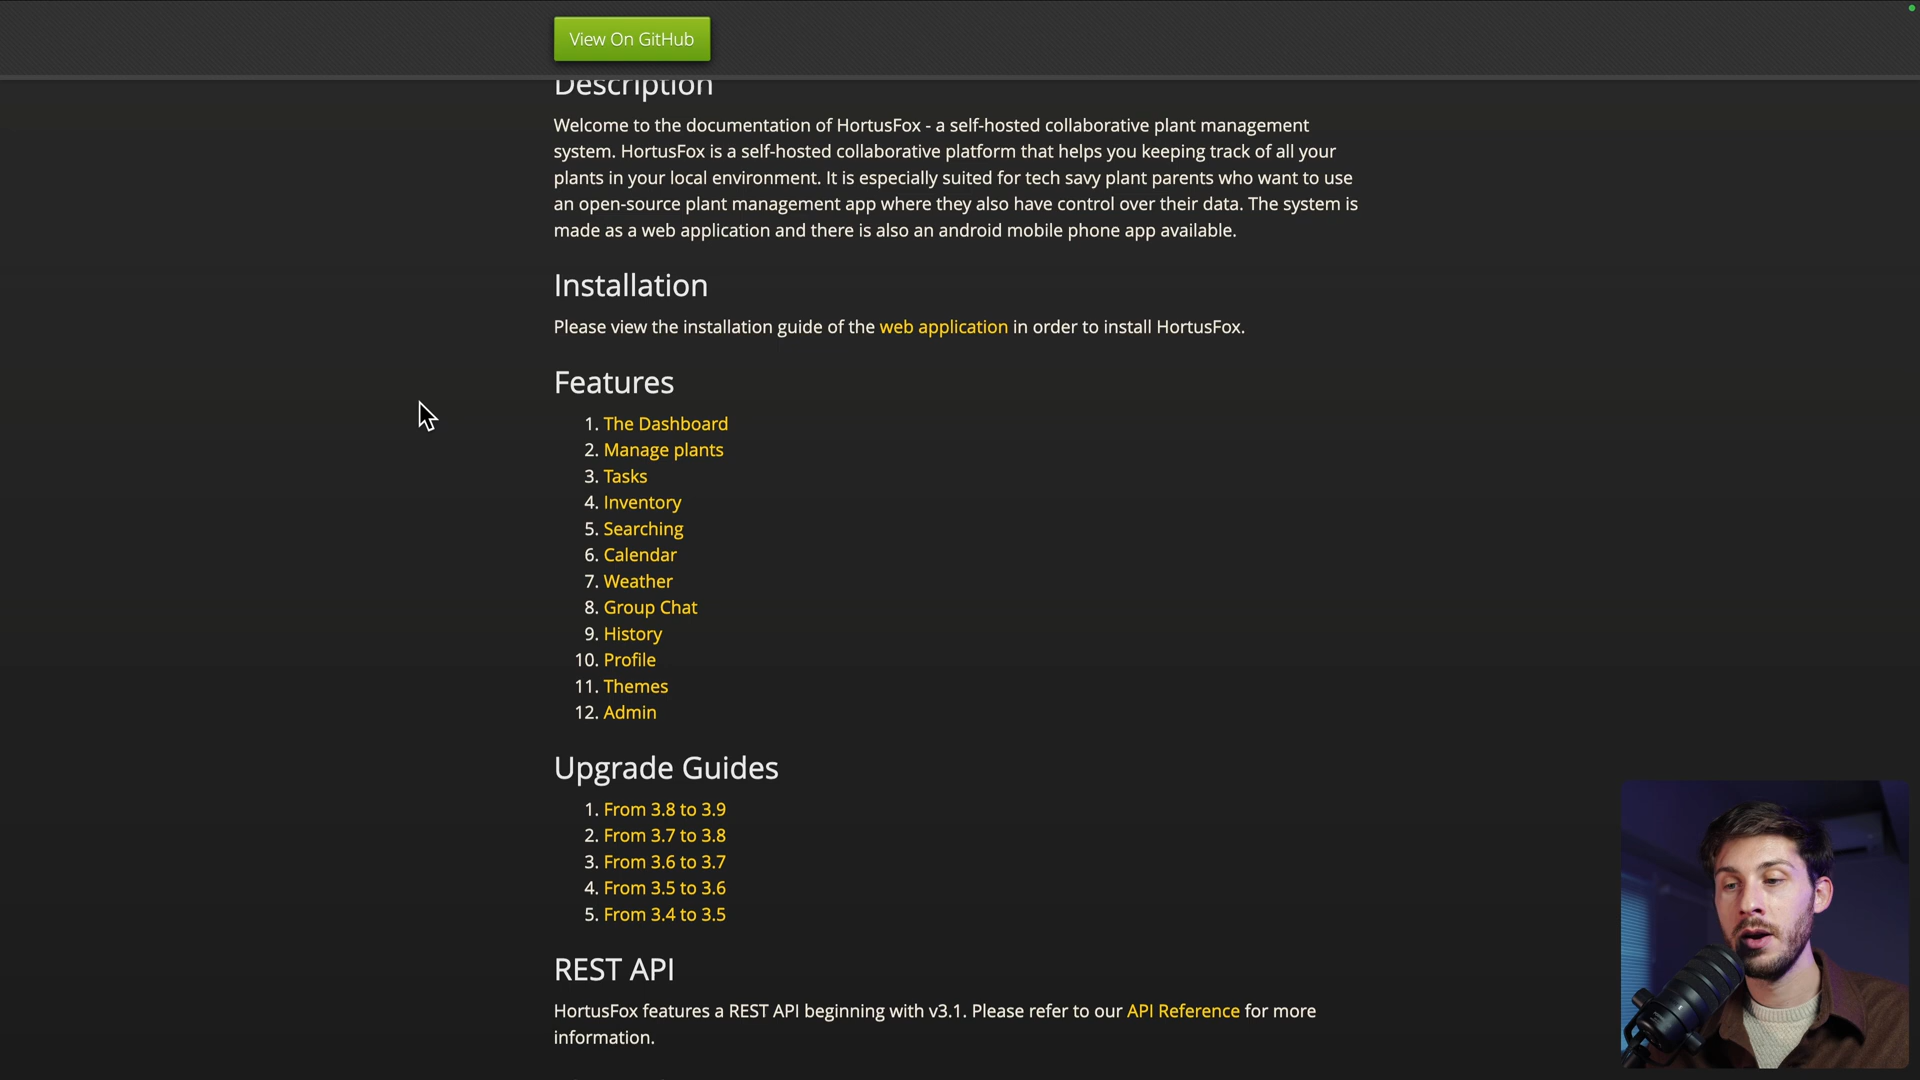 View On GitHub
Description
Welcome to the documentation of HortusFox - a self-hosted collaborative plant management
system. HortusFox is a self-hosted collaborative platform that helps you keeping track of all your
plants in your local environment. It is especially suited for tech savy plant parents who want to use
an open-source plant management app where they also have control over their data. The system is
made as a web application and there is also an android mobile phone app available.
Installation
Please view the installation guide of the web application in order to install HortusFox.
Features
1. The Dashboard
2. Manage plants
3. Tasks
4. Inventory
5. Searching
6. Calendar
7. Weather
8. Group Chat
9. History
10. Profile
11. Themes
12. Admin
Upgrade Guides
1. From 3.8 to 3.9
2. From 3.7 to 3.8
3. From 3.6 to 3.7
4. From 3.5 to 3.6
5. From 3.4 to 3.5
REST API
HortusFox features a REST API beginning with v3.1. Please refer to our API Reference for more
information.